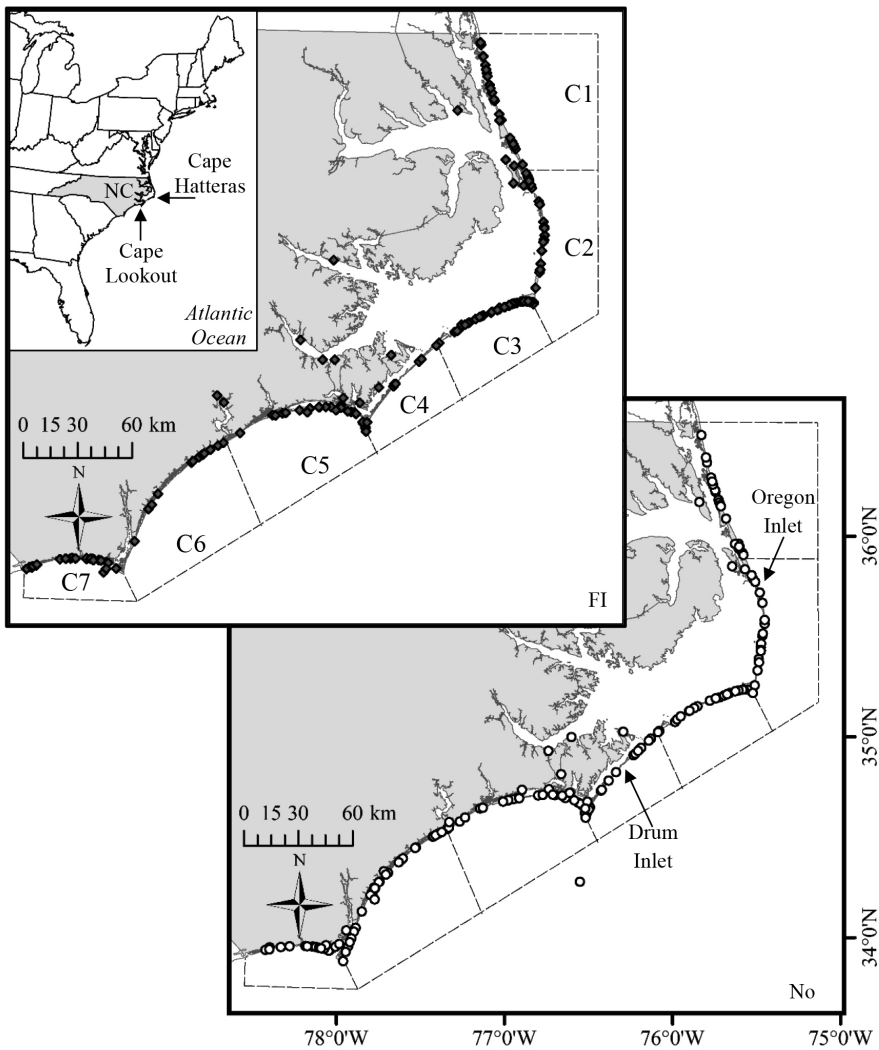 C1
Cape
Hatteras
NC
C2
Cape
Lookout
Atlantic
Ocean
C3
C4
0 15 30 60 km
C5
N
Oregon
Inlet
C6
36°0'N
C7
FI
35°0'N
0 15 30 60 km
Drum
Inlet
N
34°0'N
No
78°0'W
77°0'W
76°0'W
75°0'W